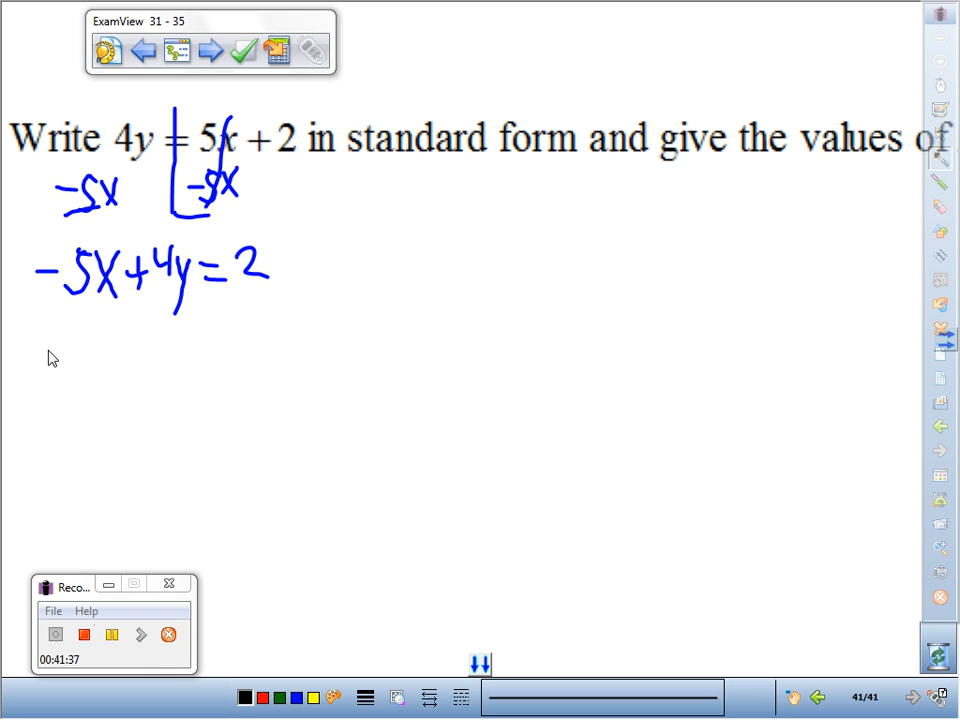 ExamView 31 - 35
Write 4y = 5x + 2 in standard form and give the values of
-5x -5x
-5x+4y=2
Reco...
File Help
00:41:37
41/41